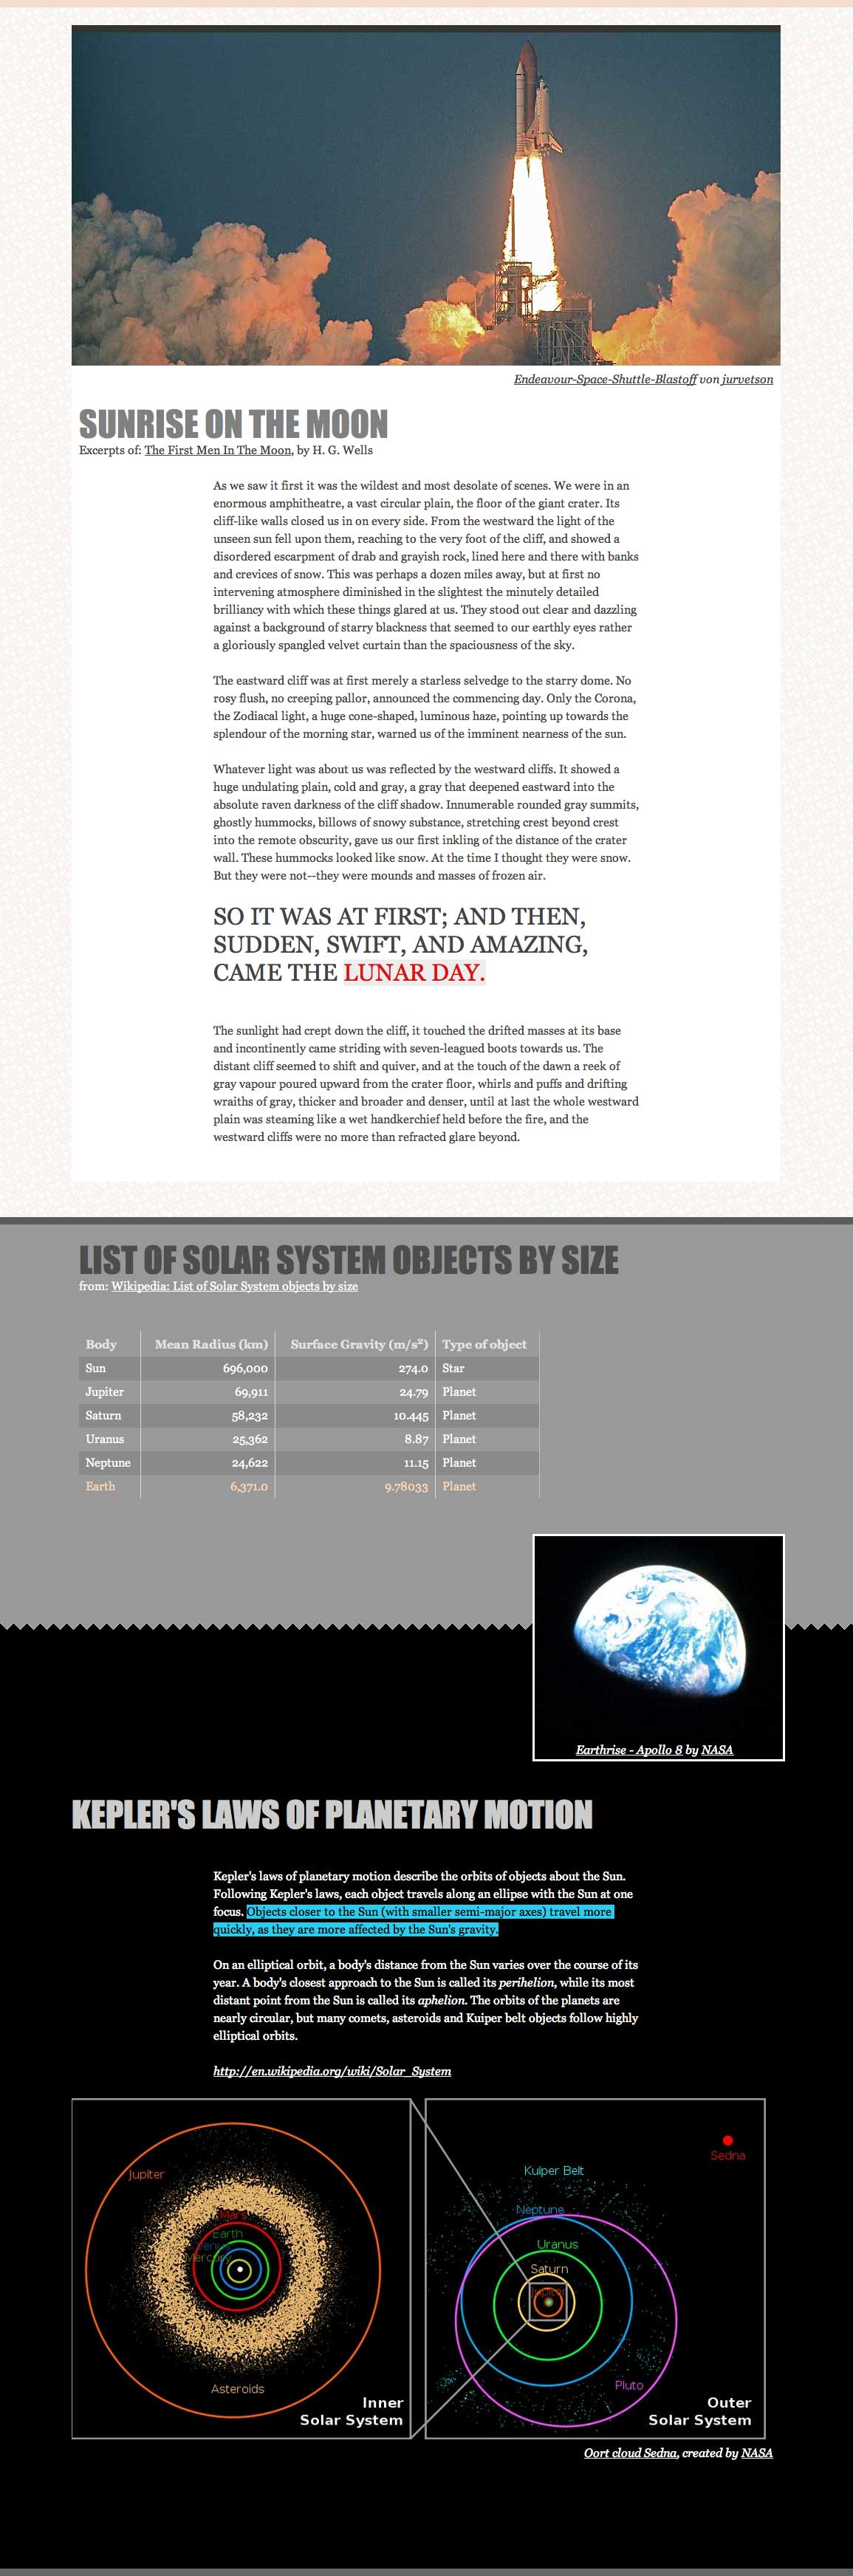 Endeavour-Space-Shuttle-Blastoff von jurvetson
SUNRISE ON THE MOON
Excerpts of: The First Men In The Moon, by H. G. Wells
As we saw it first it was the wildest and most desolate of scenes. We were in an
enormous amphitheatre, a vast circular plain, the floor of the giant crater. Its
cliff-like walls closed us in on every side. From the westward the light of the
unseen sun fell upon them, reaching to the very foot of the cliff, and showed a
disordered escarpment of drab and grayish rock, lined here and there with banks
and crevices of snow. This was perhaps a dozen miles away, but at first no
intervening atmosphere diminished in the slightest the minutely detailed
brilliancy with which these things glared at us. They stood out clear and dazzling
against a background of starry blackness that seemed to our earthly eyes rather
a gloriously spangled velvet curtain than the spaciousness of the sky.
The eastward cliff was at first merely a starless selvedge to the starry dome. No
rosy flush, no creeping pallor, announced the commencing day. Only the Corona,
the Zodiacal light, a huge cone-shaped, luminous haze, pointing up towards the
splendour of the morning star, warned us of the imminent nearness of the sun.
Whatever light was about us was reflected by the westward cliffs. It showed a
huge undulating plain, cold and gray, a gray that deepened eastward into the
absolute raven darkness of the cliff shadow. Innumerable rounded gray summits,
ghostly hummocks, billows of snowy substance, stretching crest beyond crest
into the remote obscurity, gave us our first inkling of the distance of the crater
wall. These hummocks looked like snow. At the time I thought they were snow.
But they were not--they were mounds and masses of frozen air.
SO IT WAS AT FIRST; AND THEN,
SUDDEN, SWIFT, AND AMAZING,
CAME THE LUNAR DAY.
The sunlight had crept down the cliff, it touched the drifted masses at its base
and incontinently came striding with seven-leagued boots towards us. The
distant cliff seemed to shift and quiver, and at the touch of the dawn a reek of
gray vapour poured upward from the crater floor, whirls and puffs and drifting
wraiths of gray, thicker and broader and denser, until at last the whole westward
plain was steaming like a wet handkerchief held before the fire, and the
westward cliffs were no more than refracted glare beyond.
LIST OF SOLAR SYSTEM OBJECTS BY SIZE
from: Wikipedia: List of Solar System objects by size
Body Mean Radius (km) Surface Gravity (m/s²) Type of object
Sun 696,000 274.0 Star
Jupiter 69,911 24.79 Planet
Saturn 58,232 10.445 Planet
Uranus 25,362 8.87 Planet
Neptune 24,622 11.15 Planet
Earth 6,371.0 9.78033 Planet
Earthrise - Apollo 8 by NASA
KEPLER'S LAWS OF PLANETARY MOTION
Kepler's laws of planetary motion describe the orbits of objects about the Sun.
Following Kepler's laws, each object travels along an ellipse with the Sun at one
focus. Objects closer to the Sun (with smaller semi-major axes) travel more
quickly, as they are more affected by the Sun's gravity.
On an elliptical orbit, a body's distance from the Sun varies over the course of its
year. A body's closest approach to the Sun is called its perihelion, while its most
distant point from the Sun is called its aphelion. The orbits of the planets are
nearly circular, but many comets, asteroids and Kuiper belt objects follow highly
elliptical orbits.
http://en.wikipedia.org/wiki/Solar_System
Jupiter
Mars
Earth
Venus
Mercury
Asteroids
Inner
Solar System
Sedna
Kuiper Belt
Neptune
Uranus
Saturn
Jupiter
Pluto
Outer
Solar System
Oort cloud Sedna, created by NASA